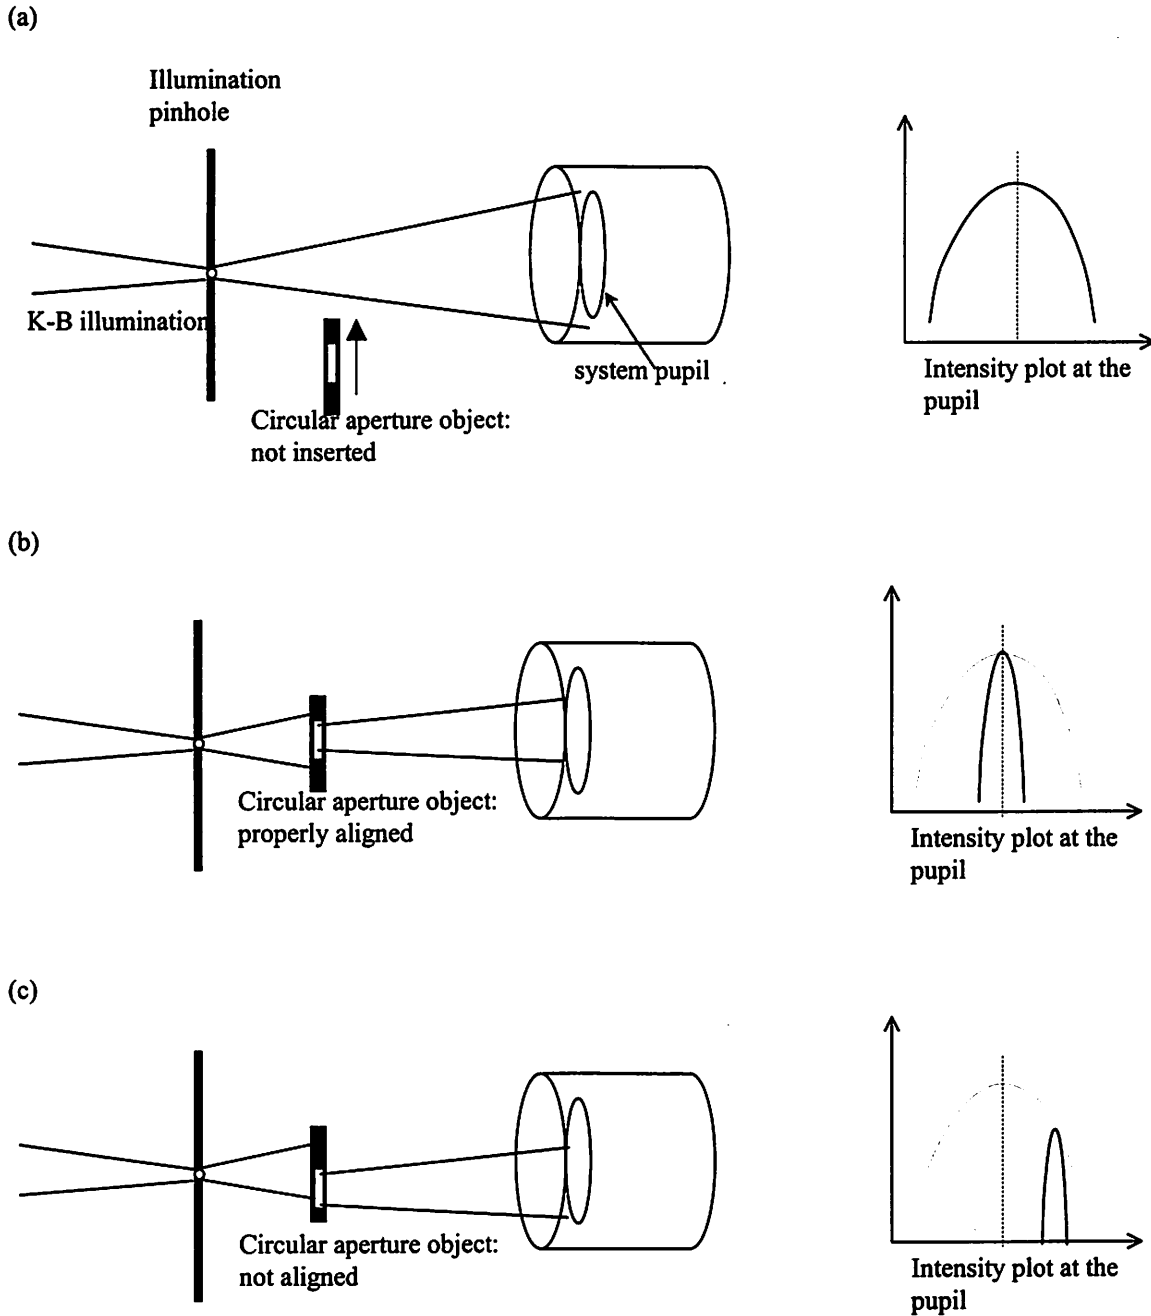 (a)
Illumination
pinhole
K-B illumination
system pupil
Circular aperture object:
not inserted
Intensity plot at the
pupil
(b)
Circular aperture object:
properly aligned
Intensity plot at the
pupil
(c)
Circular aperture object:
not aligned
Intensity plot at the
pupil